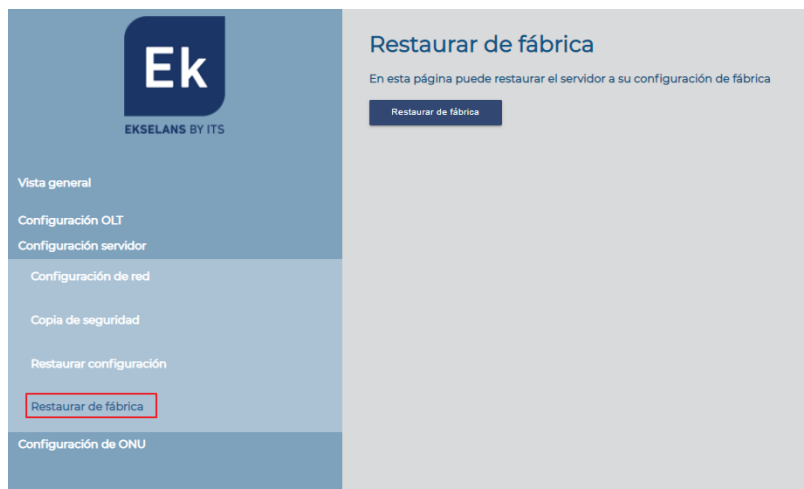 Ek
EKSELANS BY ITS
Vista general
Configuración OLT
Configuración servidor
Configuración de red
Copia de seguridad
Restaurar configuración
Restaurar de fábrica
Configuración de ONU
Restaurar de fábrica
En esta página puede restaurar el servidor a su configuración de fábrica
Restaurar de fábrica